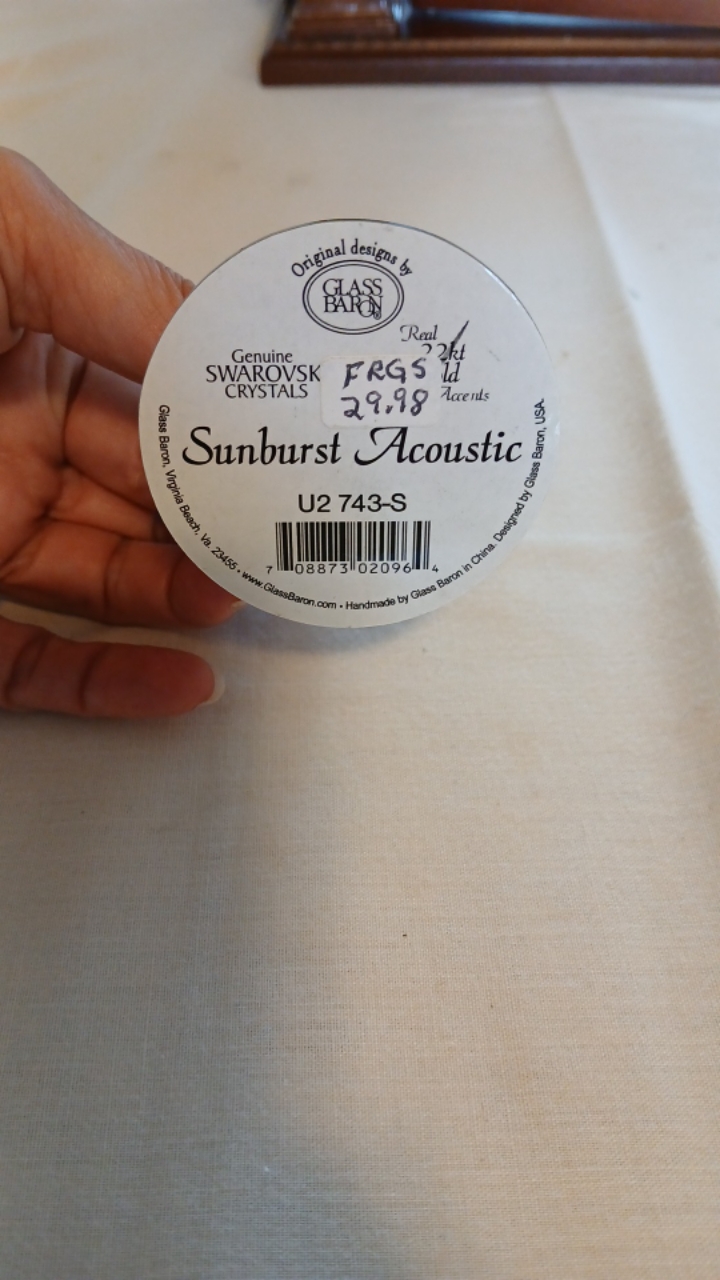 Original designs by
GLASS
BARON®
Genuine
SWAROVSK
CRYSTALS
Real
22kt
ld
Accents
FRGS
29.98
Sunburst Acoustic
U2 743-S
7 08873 02096 4
Glass Baron, Virginia Beach, Va. 23455 • www.GlassBaron.com • Handmade by Glass Baron in China. Designed by Glass Baron, USA.